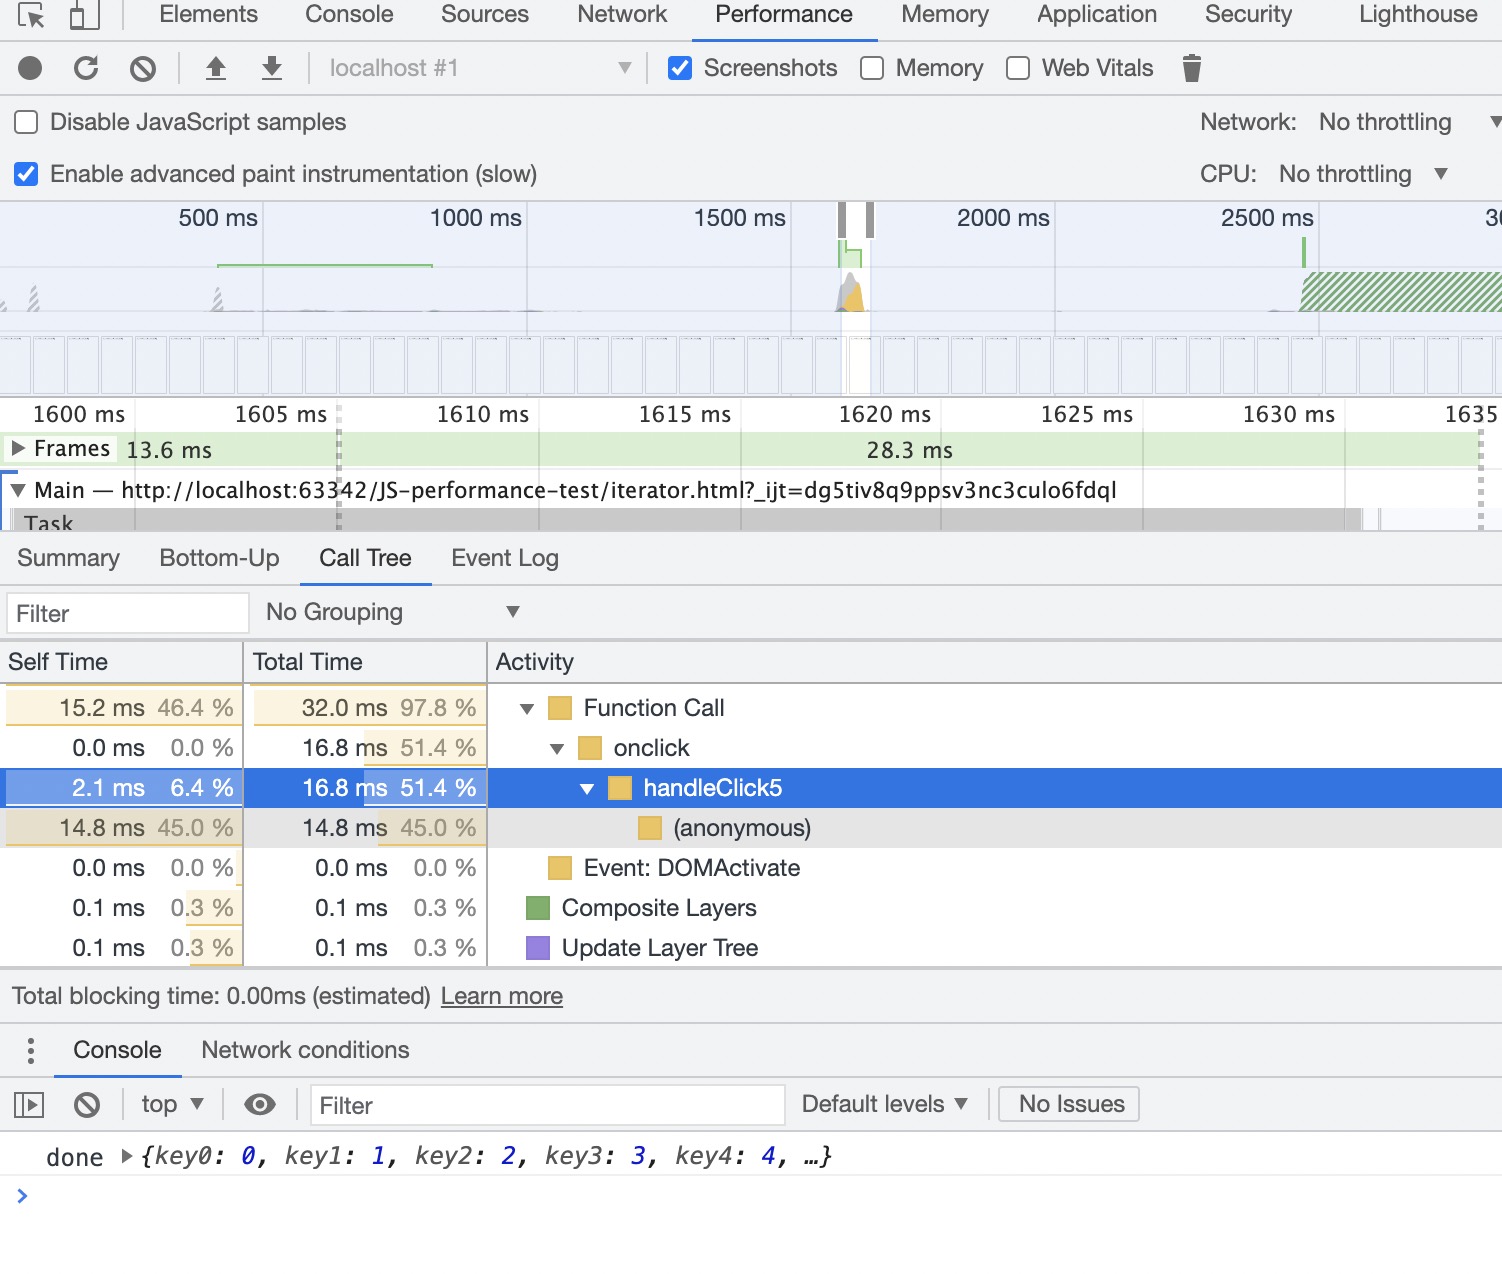 Elements Console Sources Network Performance Memory Application Security Lighthouse
localhost #1 Screenshots Memory Web Vitals
Disable JavaScript samples Network: No throttling
Enable advanced paint instrumentation (slow) CPU: No throttling
500 ms 1000 ms 1500 ms 2000 ms 2500 ms 30
1600 ms 1605 ms 1610 ms 1615 ms 1620 ms 1625 ms 1630 ms 1635
Frames 13.6 ms 28.3 ms
Main — http://localhost:63342/JS-performance-test/iterator.html?_ijt=dg5tiv8q9ppsv3nc3culo6fdql
Task
Summary Bottom-Up Call Tree Event Log
Filter No Grouping
Self Time Total Time Activity
15.2 ms 46.4 % 32.0 ms 97.8 % Function Call
0.0 ms 0.0 % 16.8 ms 51.4 % onclick
2.1 ms 6.4 % 16.8 ms 51.4 % handleClick5
14.8 ms 45.0 % 14.8 ms 45.0 % (anonymous)
0.0 ms 0.0 % 0.0 ms 0.0 % Event: DOMActivate
0.1 ms 0.3 % 0.1 ms 0.3 % Composite Layers
0.1 ms 0.3 % 0.1 ms 0.3 % Update Layer Tree
Total blocking time: 0.00ms (estimated) Learn more
Console Network conditions
top Filter Default levels No Issues
done {key0: 0, key1: 1, key2: 2, key3: 3, key4: 4, …}